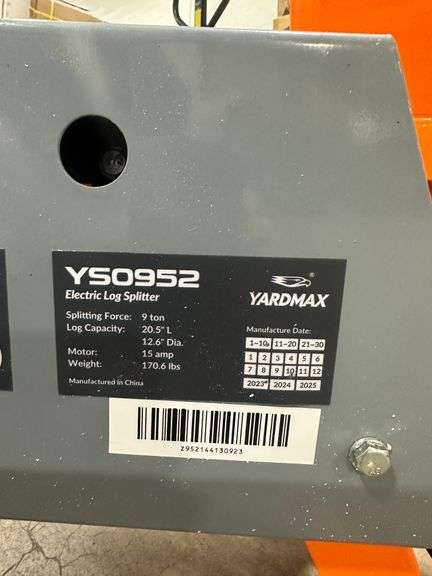 YS0952
Electric Log Splitter
Splitting Force: 9 ton
Log Capacity: 20.5" L
12.6" Dia.
Motor: 15 amp
Weight: 170.6 lbs
Manufactured in China
YARDMAX®
Manufacture Date:
1-10 11-20 21-30
1 2 3 4 5 6
7 8 9 10 11 12
2023 2024 2025
Z952144130923